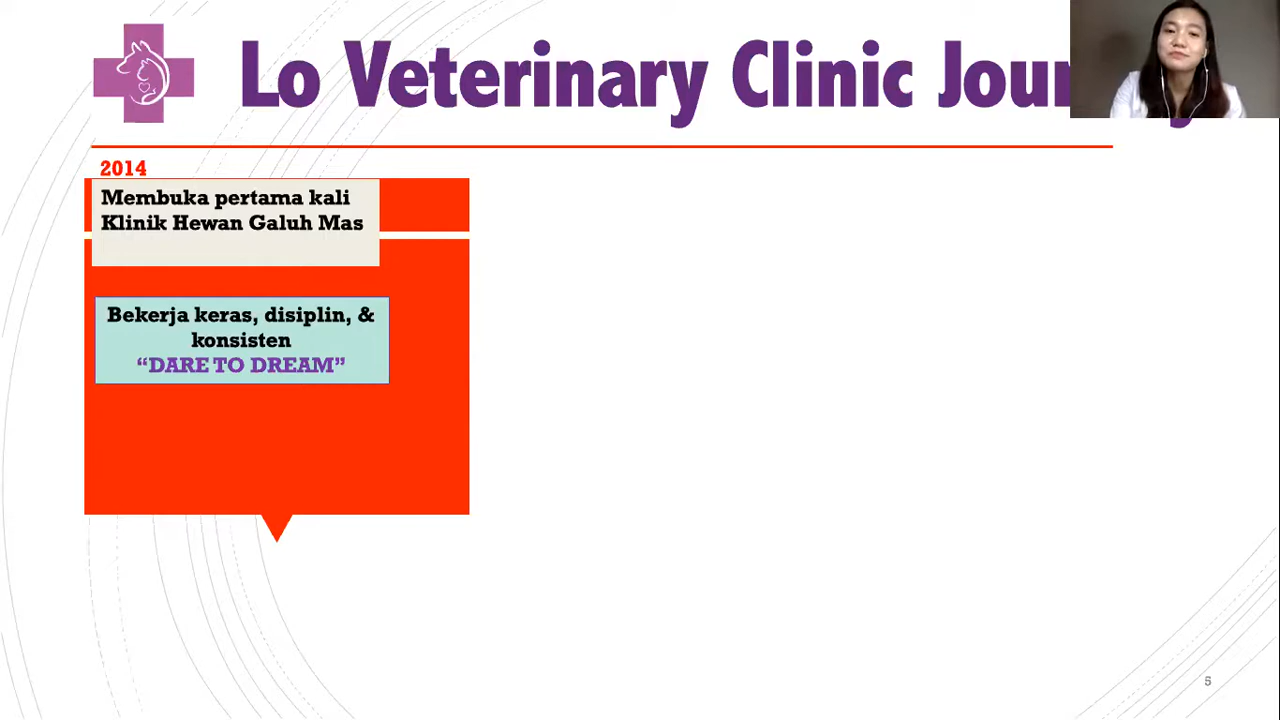 Lo Veterinary Clinic Jour
2014
Membuka pertama kali
Klinik Hewan Galuh Mas
Bekerja keras, disiplin, &
konsisten
“DARE TO DREAM”